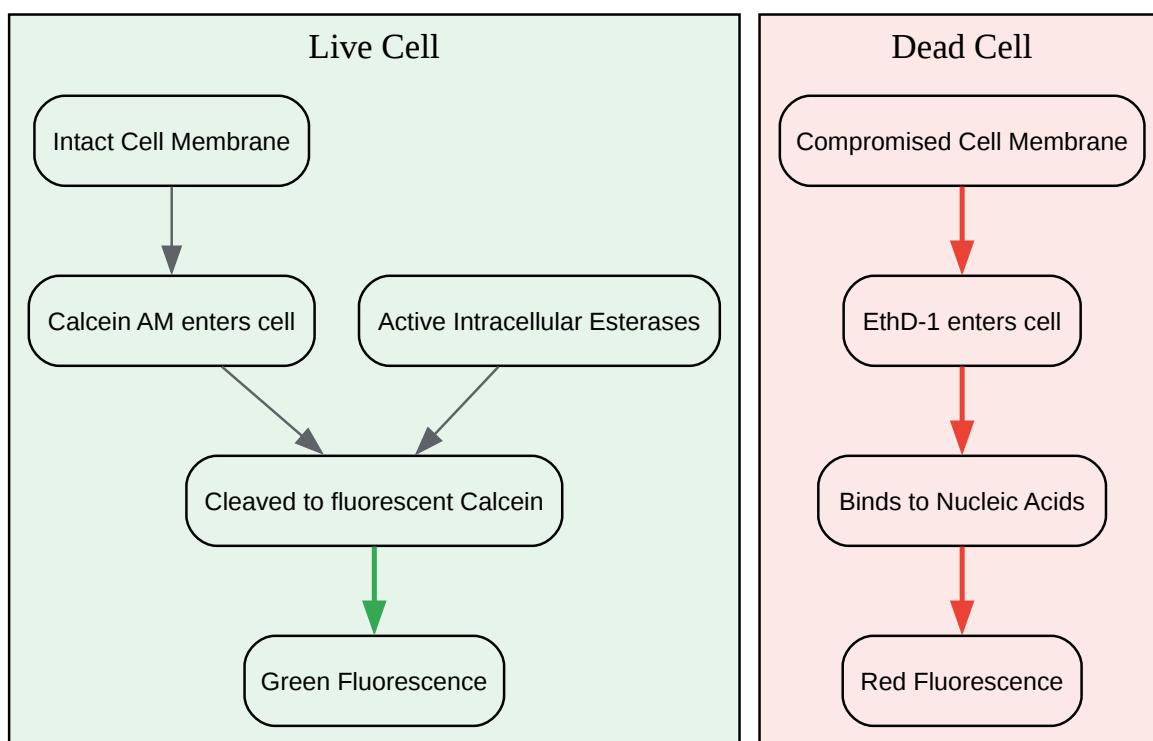 Live Cell
Intact Cell Membrane
Calcein AM enters cell
Active Intracellular Esterases
Cleaved to fluorescent Calcein
Green Fluorescence
Dead Cell
Compromised Cell Membrane
EthD-1 enters cell
Binds to Nucleic Acids
Red Fluorescence